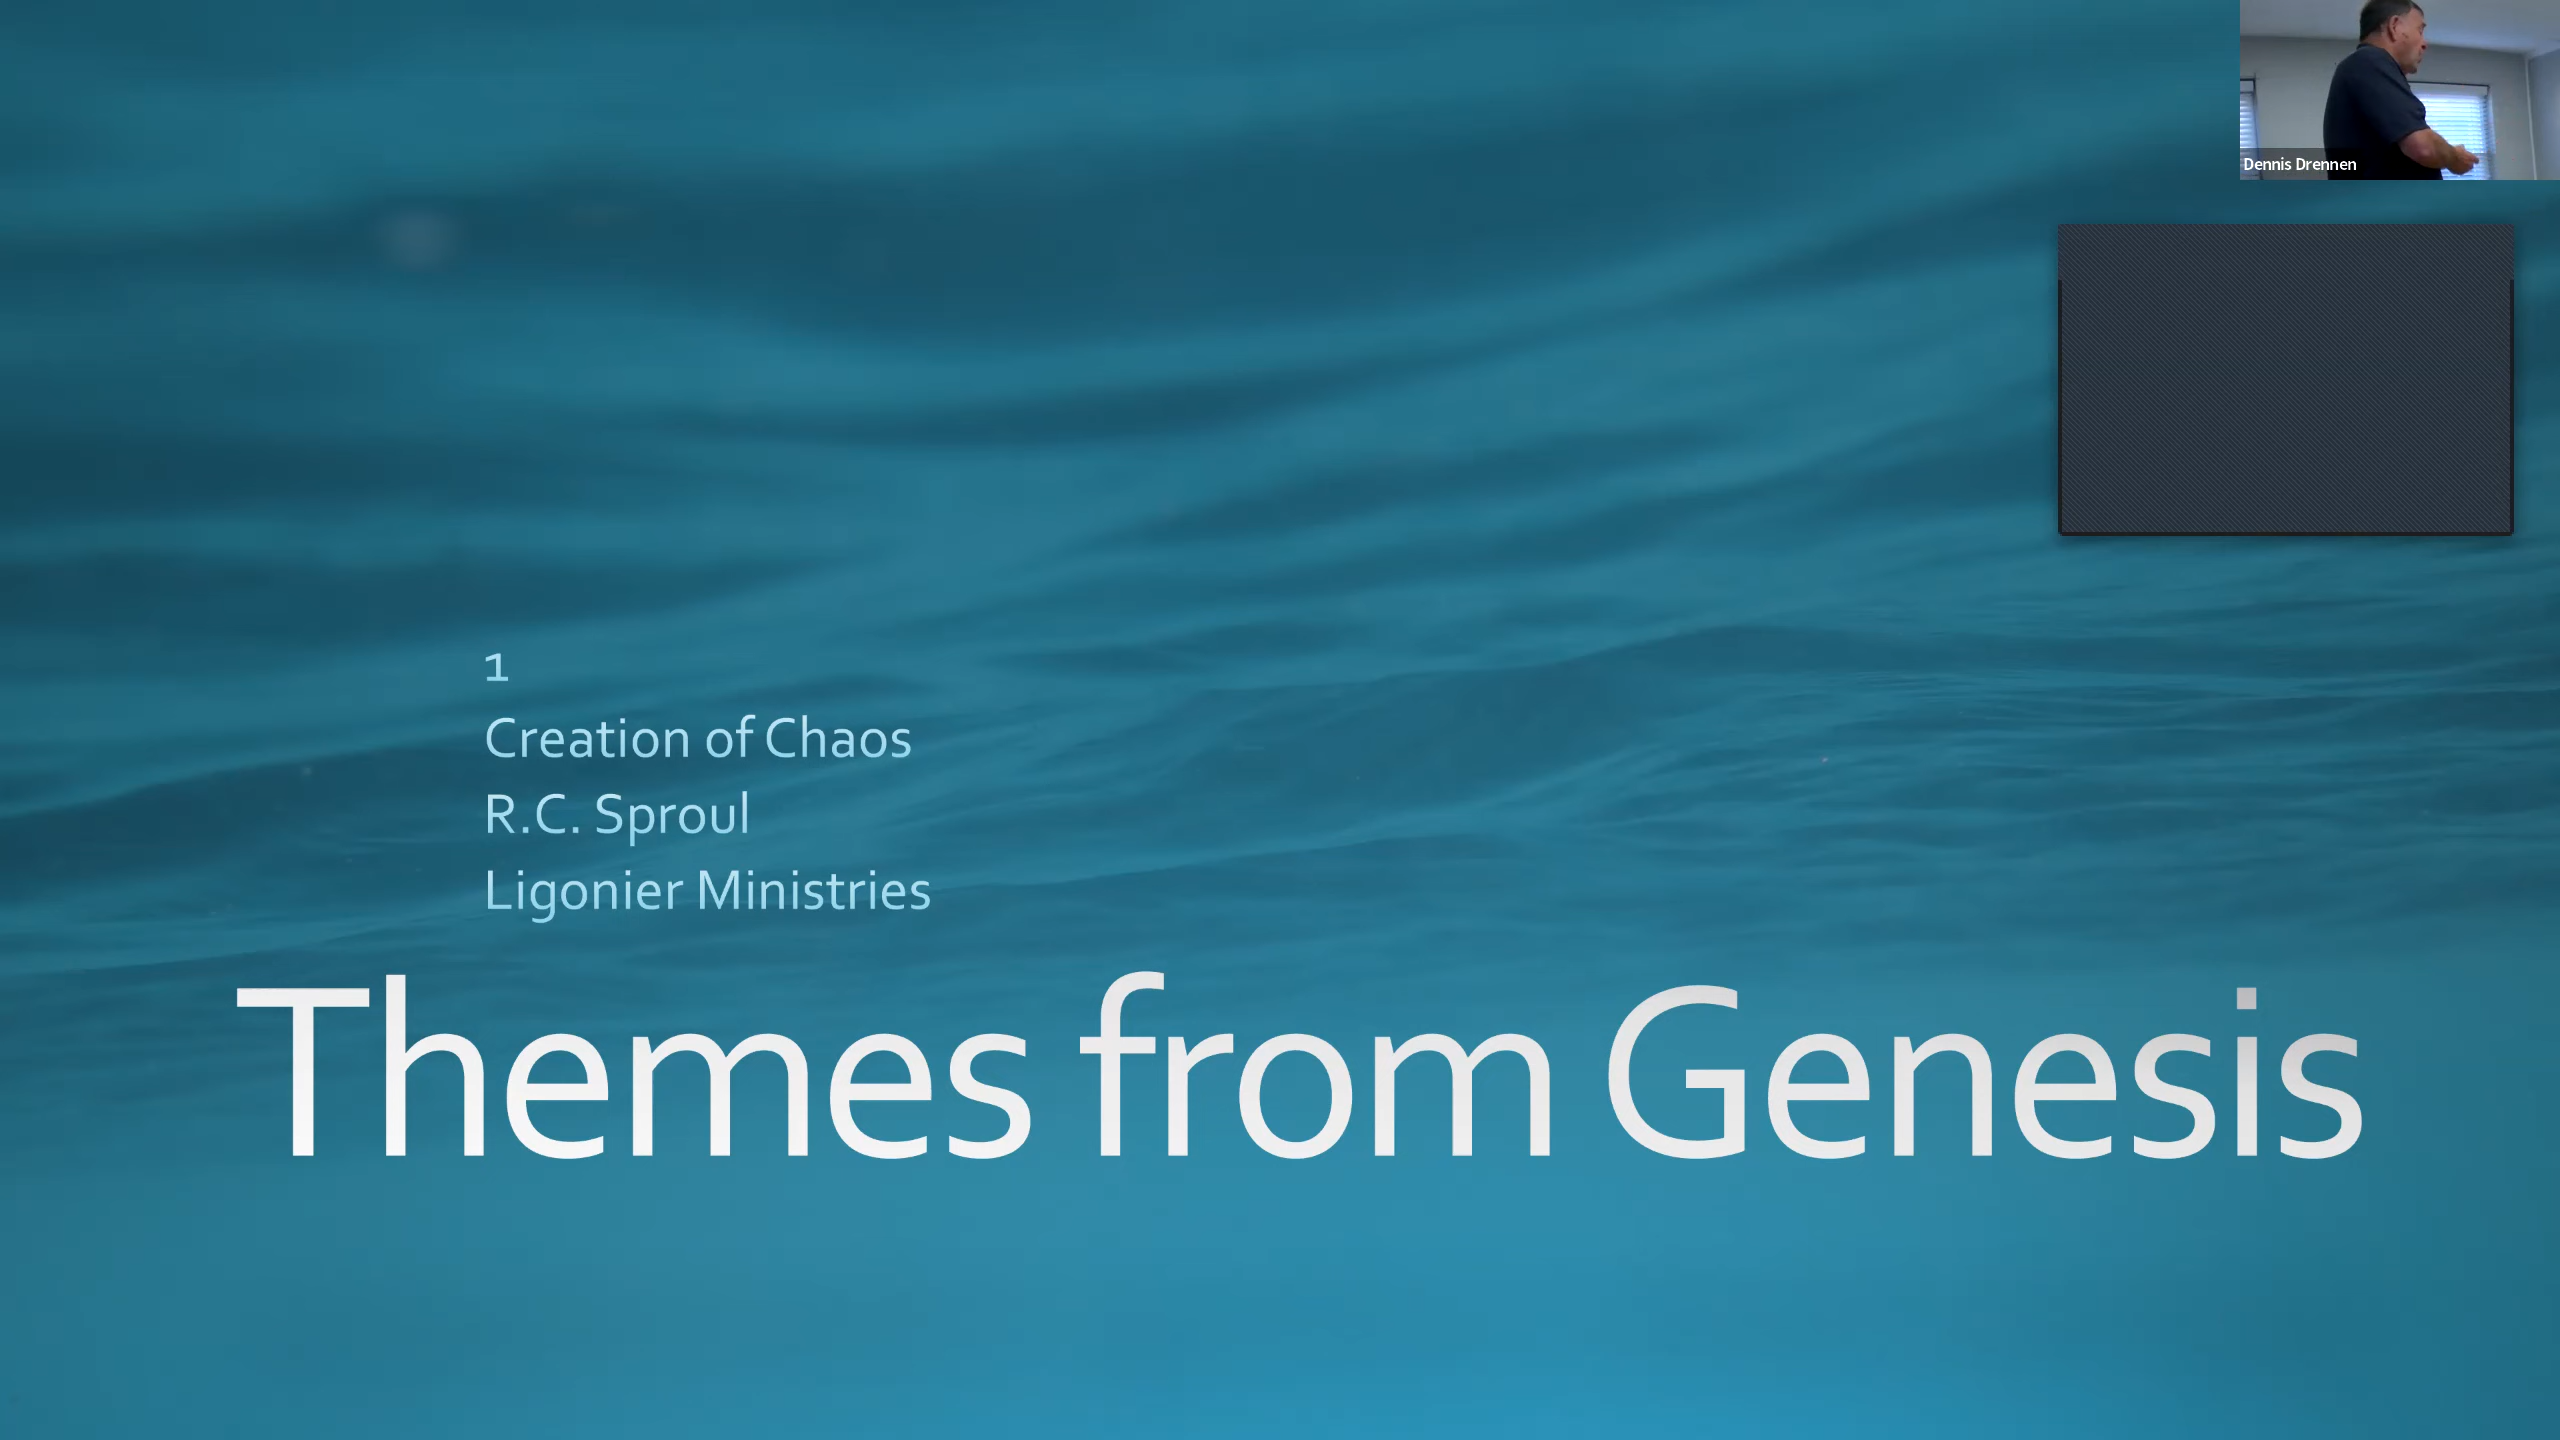 Dennis Drennen
1
Creation of Chaos
R.C. Sproul
Ligonier Ministries
Themes from Genesis